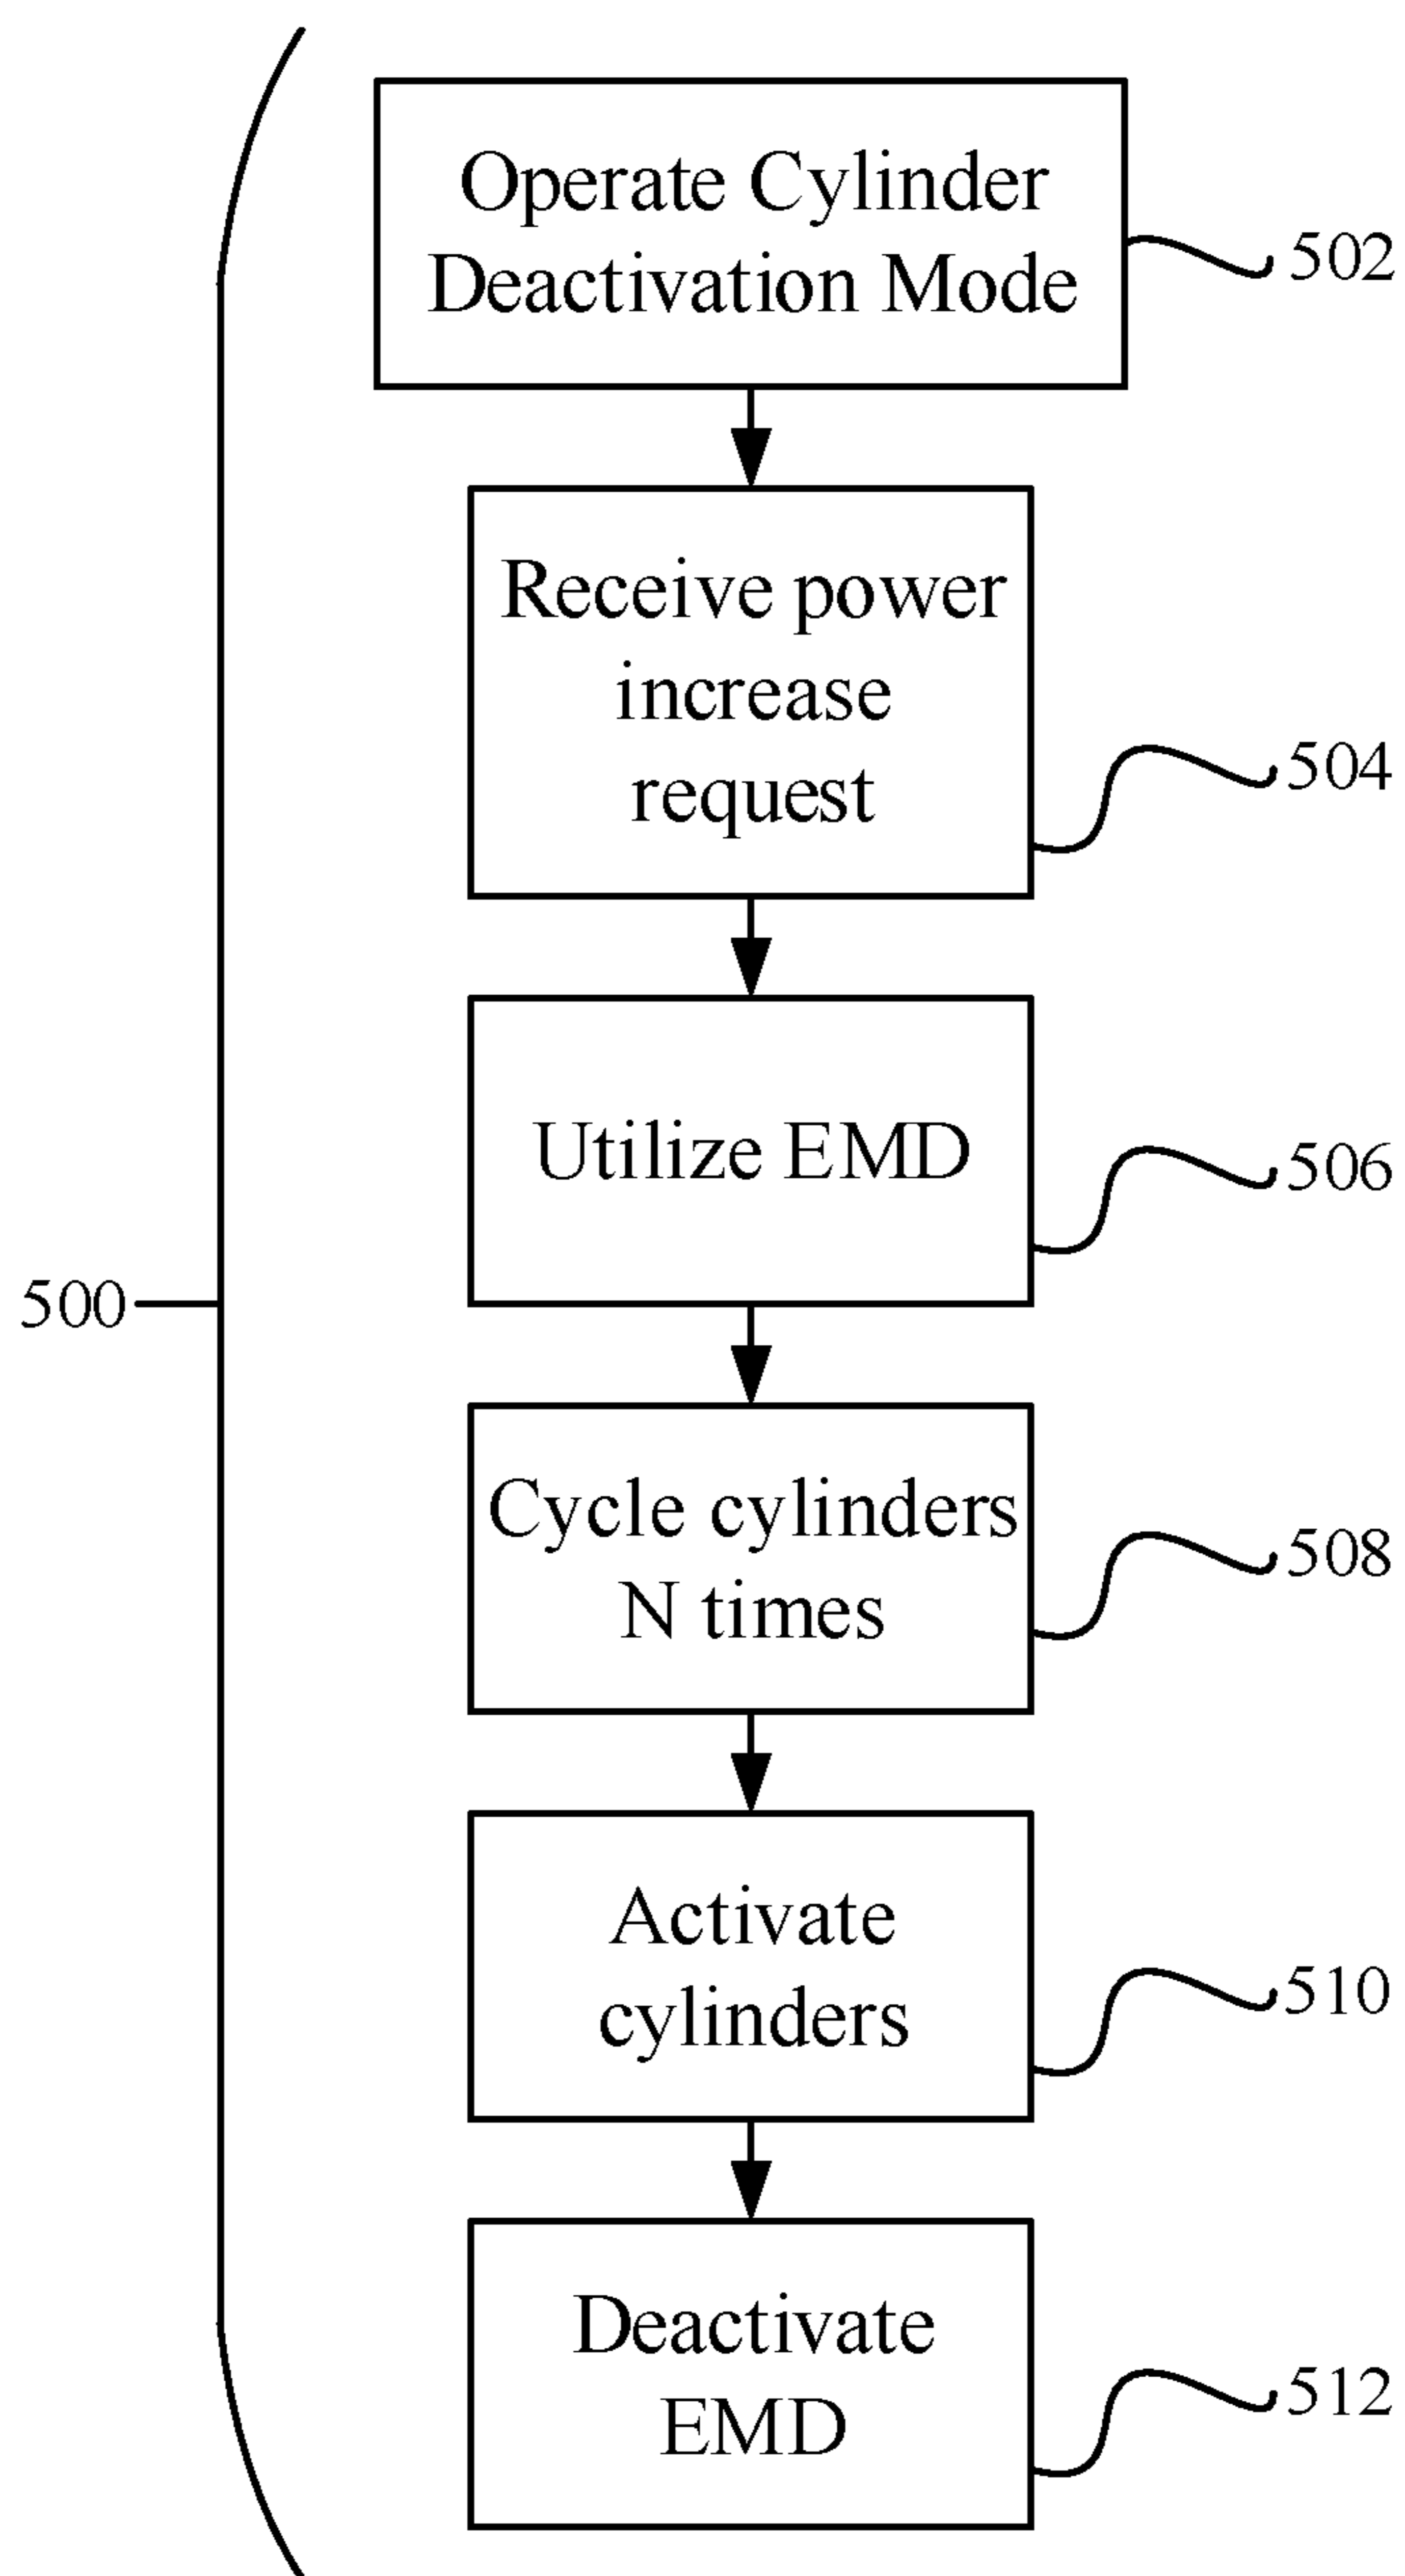 Operate Cylinder
Deactivation Mode
502
Receive power
increase
request
504
Utilize EMD
506
500
Cycle cylinders
N times
508
Activate
cylinders
510
Deactivate
EMD
512